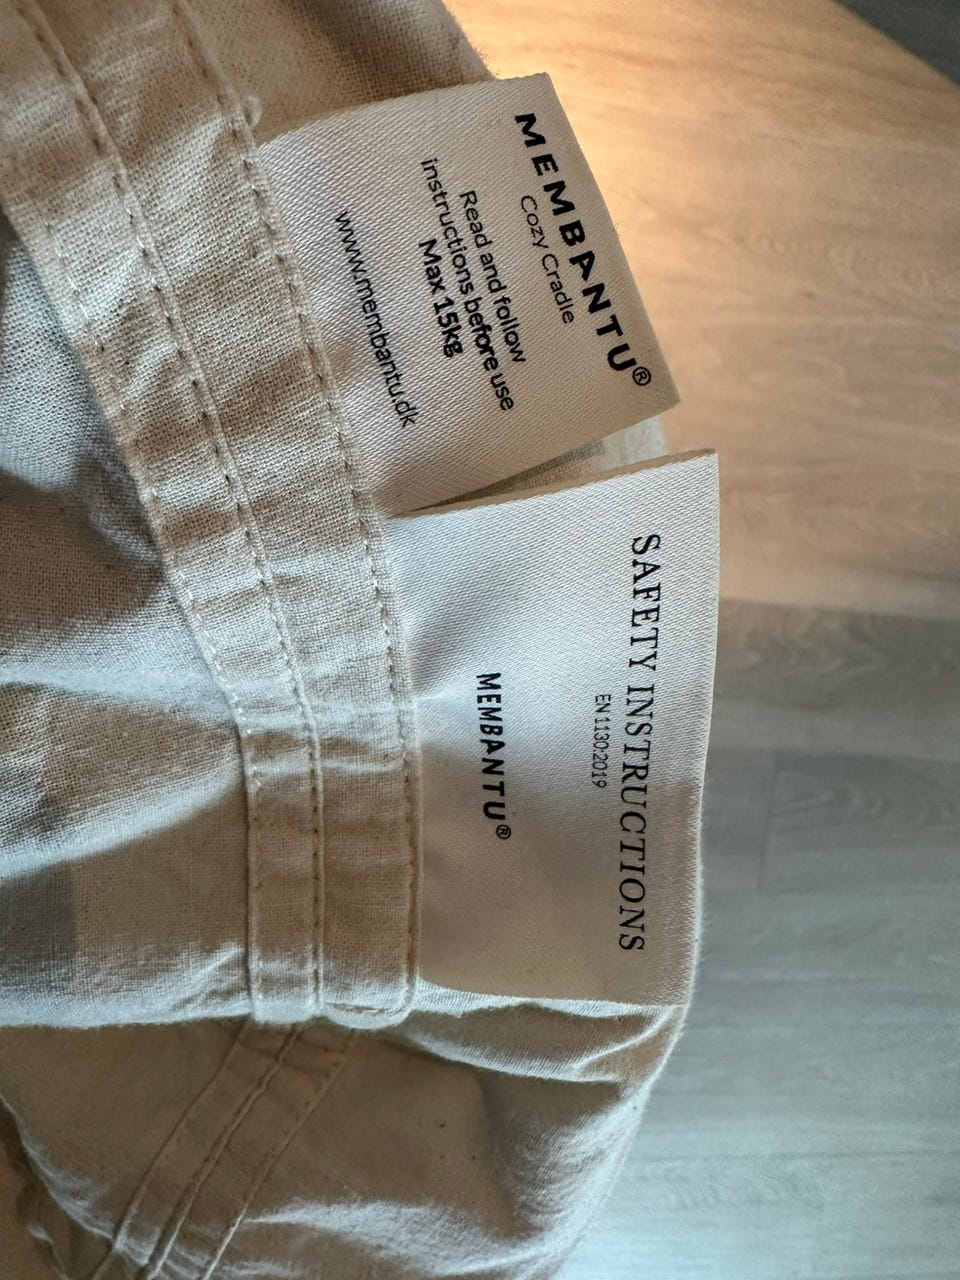 MEMBANTU®
Cozy Cradle
Read and follow
instructions before use
Max 15kg
www.membantu.dk
SAFETY INSTRUCTIONS
EN 1130:2019
MEMBANTU®